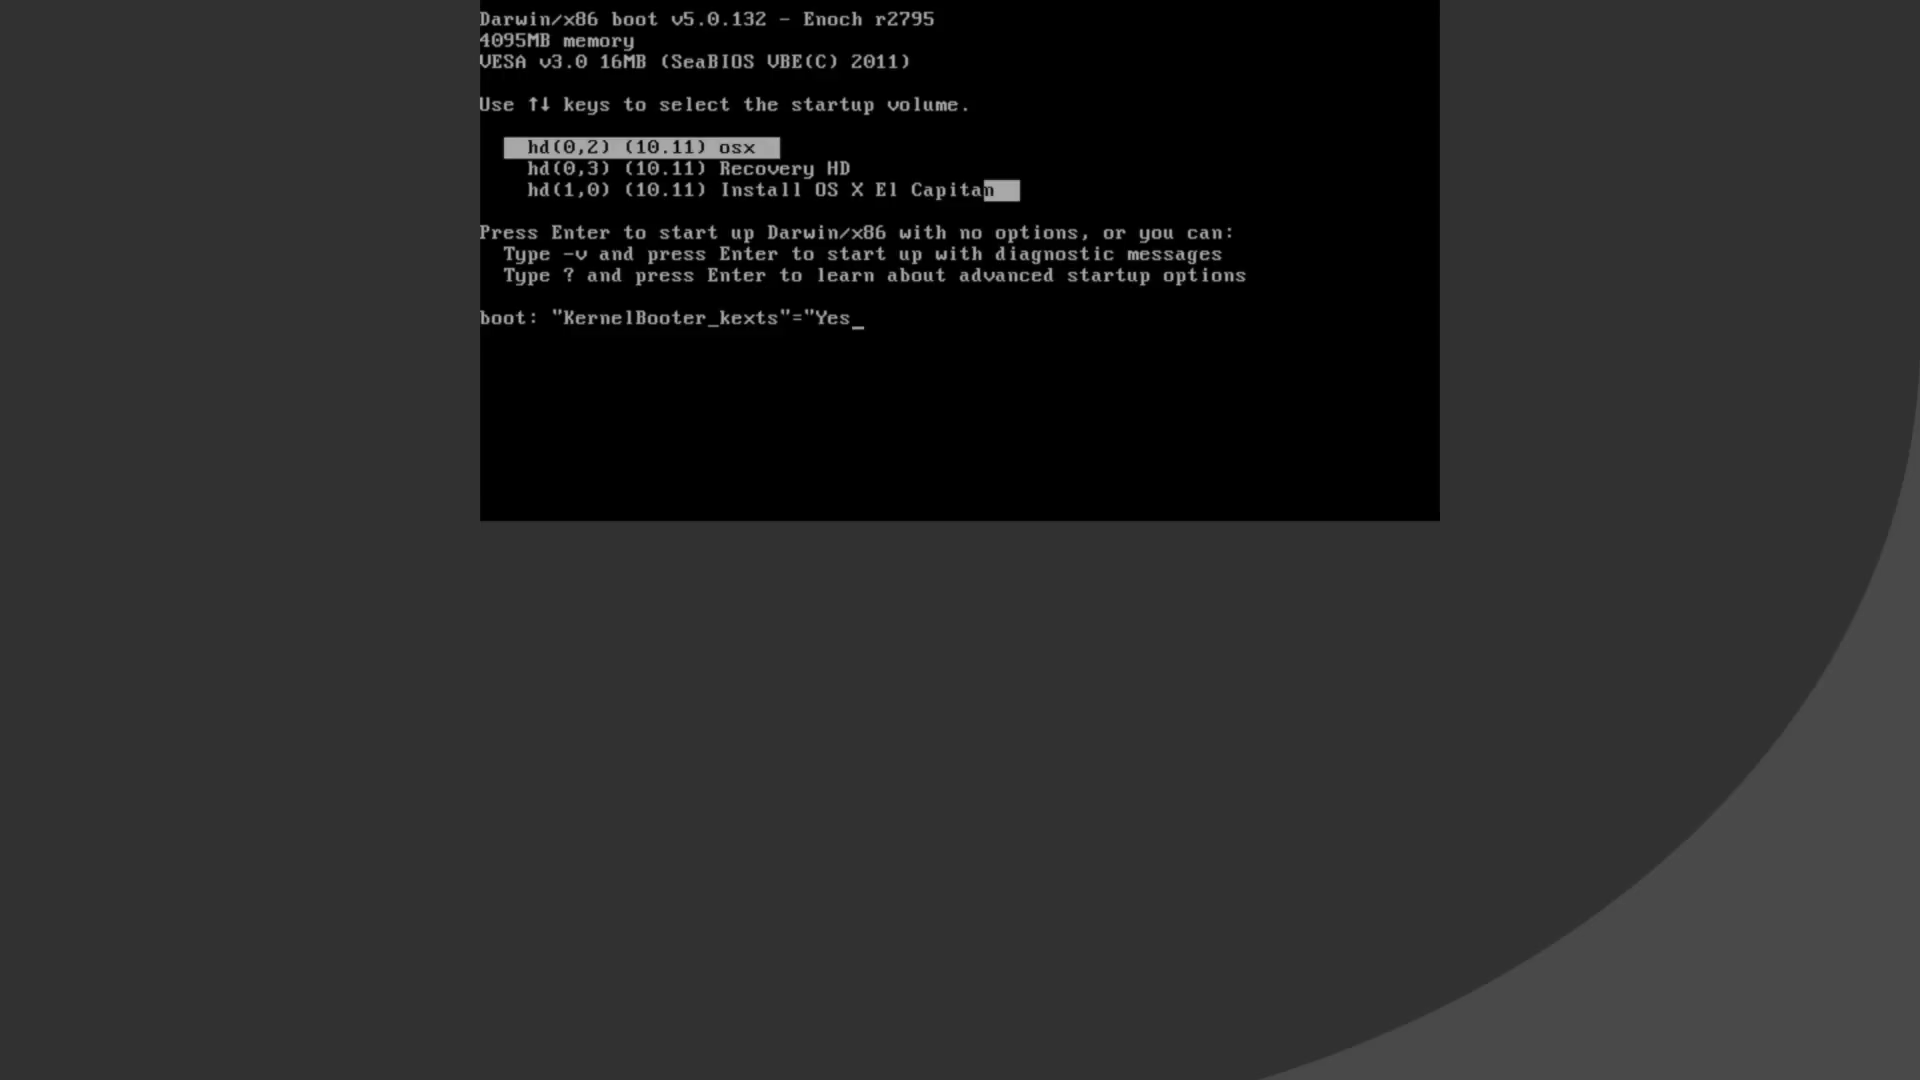 Darwin/x86 boot v5.0.132 - Enoch r2795
4095MB memory
VESA v3.0 16MB (SeaBIOS VBE(C) 2011)
Use ↑↓ keys to select the startup volume.
hd(0,2) (10.11) osx
hd(0,3) (10.11) Recovery HD
hd(1,0) (10.11) Install OS X El Capitan
Press Enter to start up Darwin/x86 with no options, or you can:
Type -v and press Enter to start up with diagnostic messages
Type ? and press Enter to learn about advanced startup options
boot: "KernelBooter_kexts"="Yes_